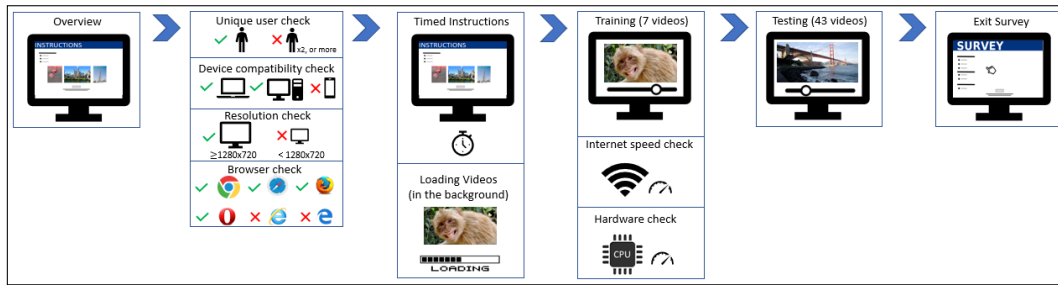 Overview
INSTRUCTIONS
Unique user check
x2, or more
Device compatibility check
Resolution check
≥1280x720
< 1280x720
Browser check
Timed Instructions
INSTRUCTIONS
Loading Videos
(in the background)
LOADING
Training (7 videos)
Internet speed check
Hardware check
CPU
Testing (43 videos)
Exit Survey
SURVEY